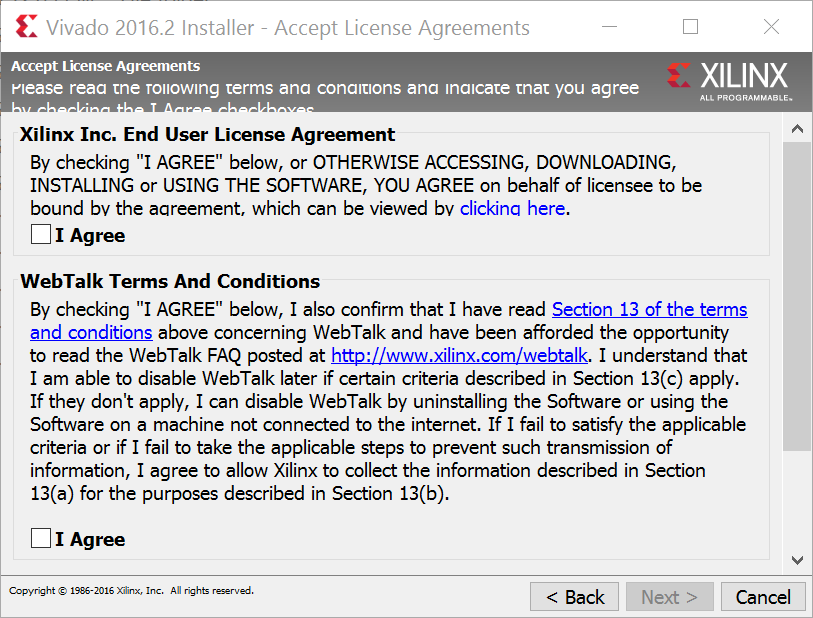 Vivado 2016.2 Installer - Accept License Agreements
Accept License Agreements
Please read the following terms and conditions and indicate that you agree
by checking the I Agree checkboxes.
XILINX
ALL PROGRAMMABLE™
Xilinx Inc. End User License Agreement
By checking "I AGREE" below, or OTHERWISE ACCESSING, DOWNLOADING,
INSTALLING or USING THE SOFTWARE, YOU AGREE on behalf of licensee to be
bound by the agreement, which can be viewed by clicking here.
I Agree
WebTalk Terms And Conditions
By checking "I AGREE" below, I also confirm that I have read Section 13 of the terms
and conditions above concerning WebTalk and have been afforded the opportunity
to read the WebTalk FAQ posted at http://www.xilinx.com/webtalk. I understand that
I am able to disable WebTalk later if certain criteria described in Section 13(c) apply.
If they don't apply, I can disable WebTalk by uninstalling the Software or using the
Software on a machine not connected to the internet. If I fail to satisfy the applicable
criteria or if I fail to take the applicable steps to prevent such transmission of
information, I agree to allow Xilinx to collect the information described in Section
13(a) for the purposes described in Section 13(b).
I Agree
Copyright © 1986-2016 Xilinx, Inc. All rights reserved.
< Back
Next >
Cancel